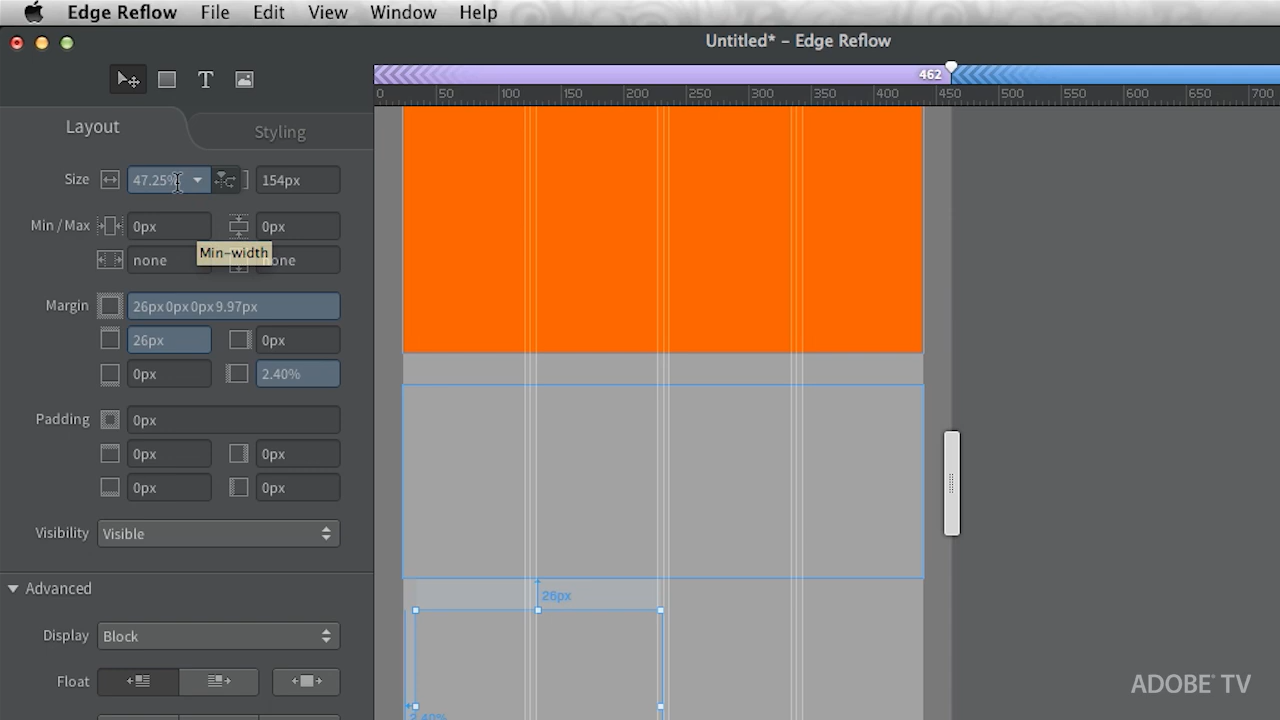 Edge Reflow File Edit View Window Help
Untitled* – Edge Reflow
462
0 50 100 150 200 250 300 350 400 450 500 550 600 650 700
T
Layout Styling
Size 47.25% 154px
Min / Max 0px 0px
Min-width
none one
Margin 26px 0px 0px 9.97px
26px 0px
0px 2.40%
Padding 0px
0px 0px
0px 0px
Visibility Visible
Advanced
26px
Display Block
Float
ADOBE® TV
2.40%